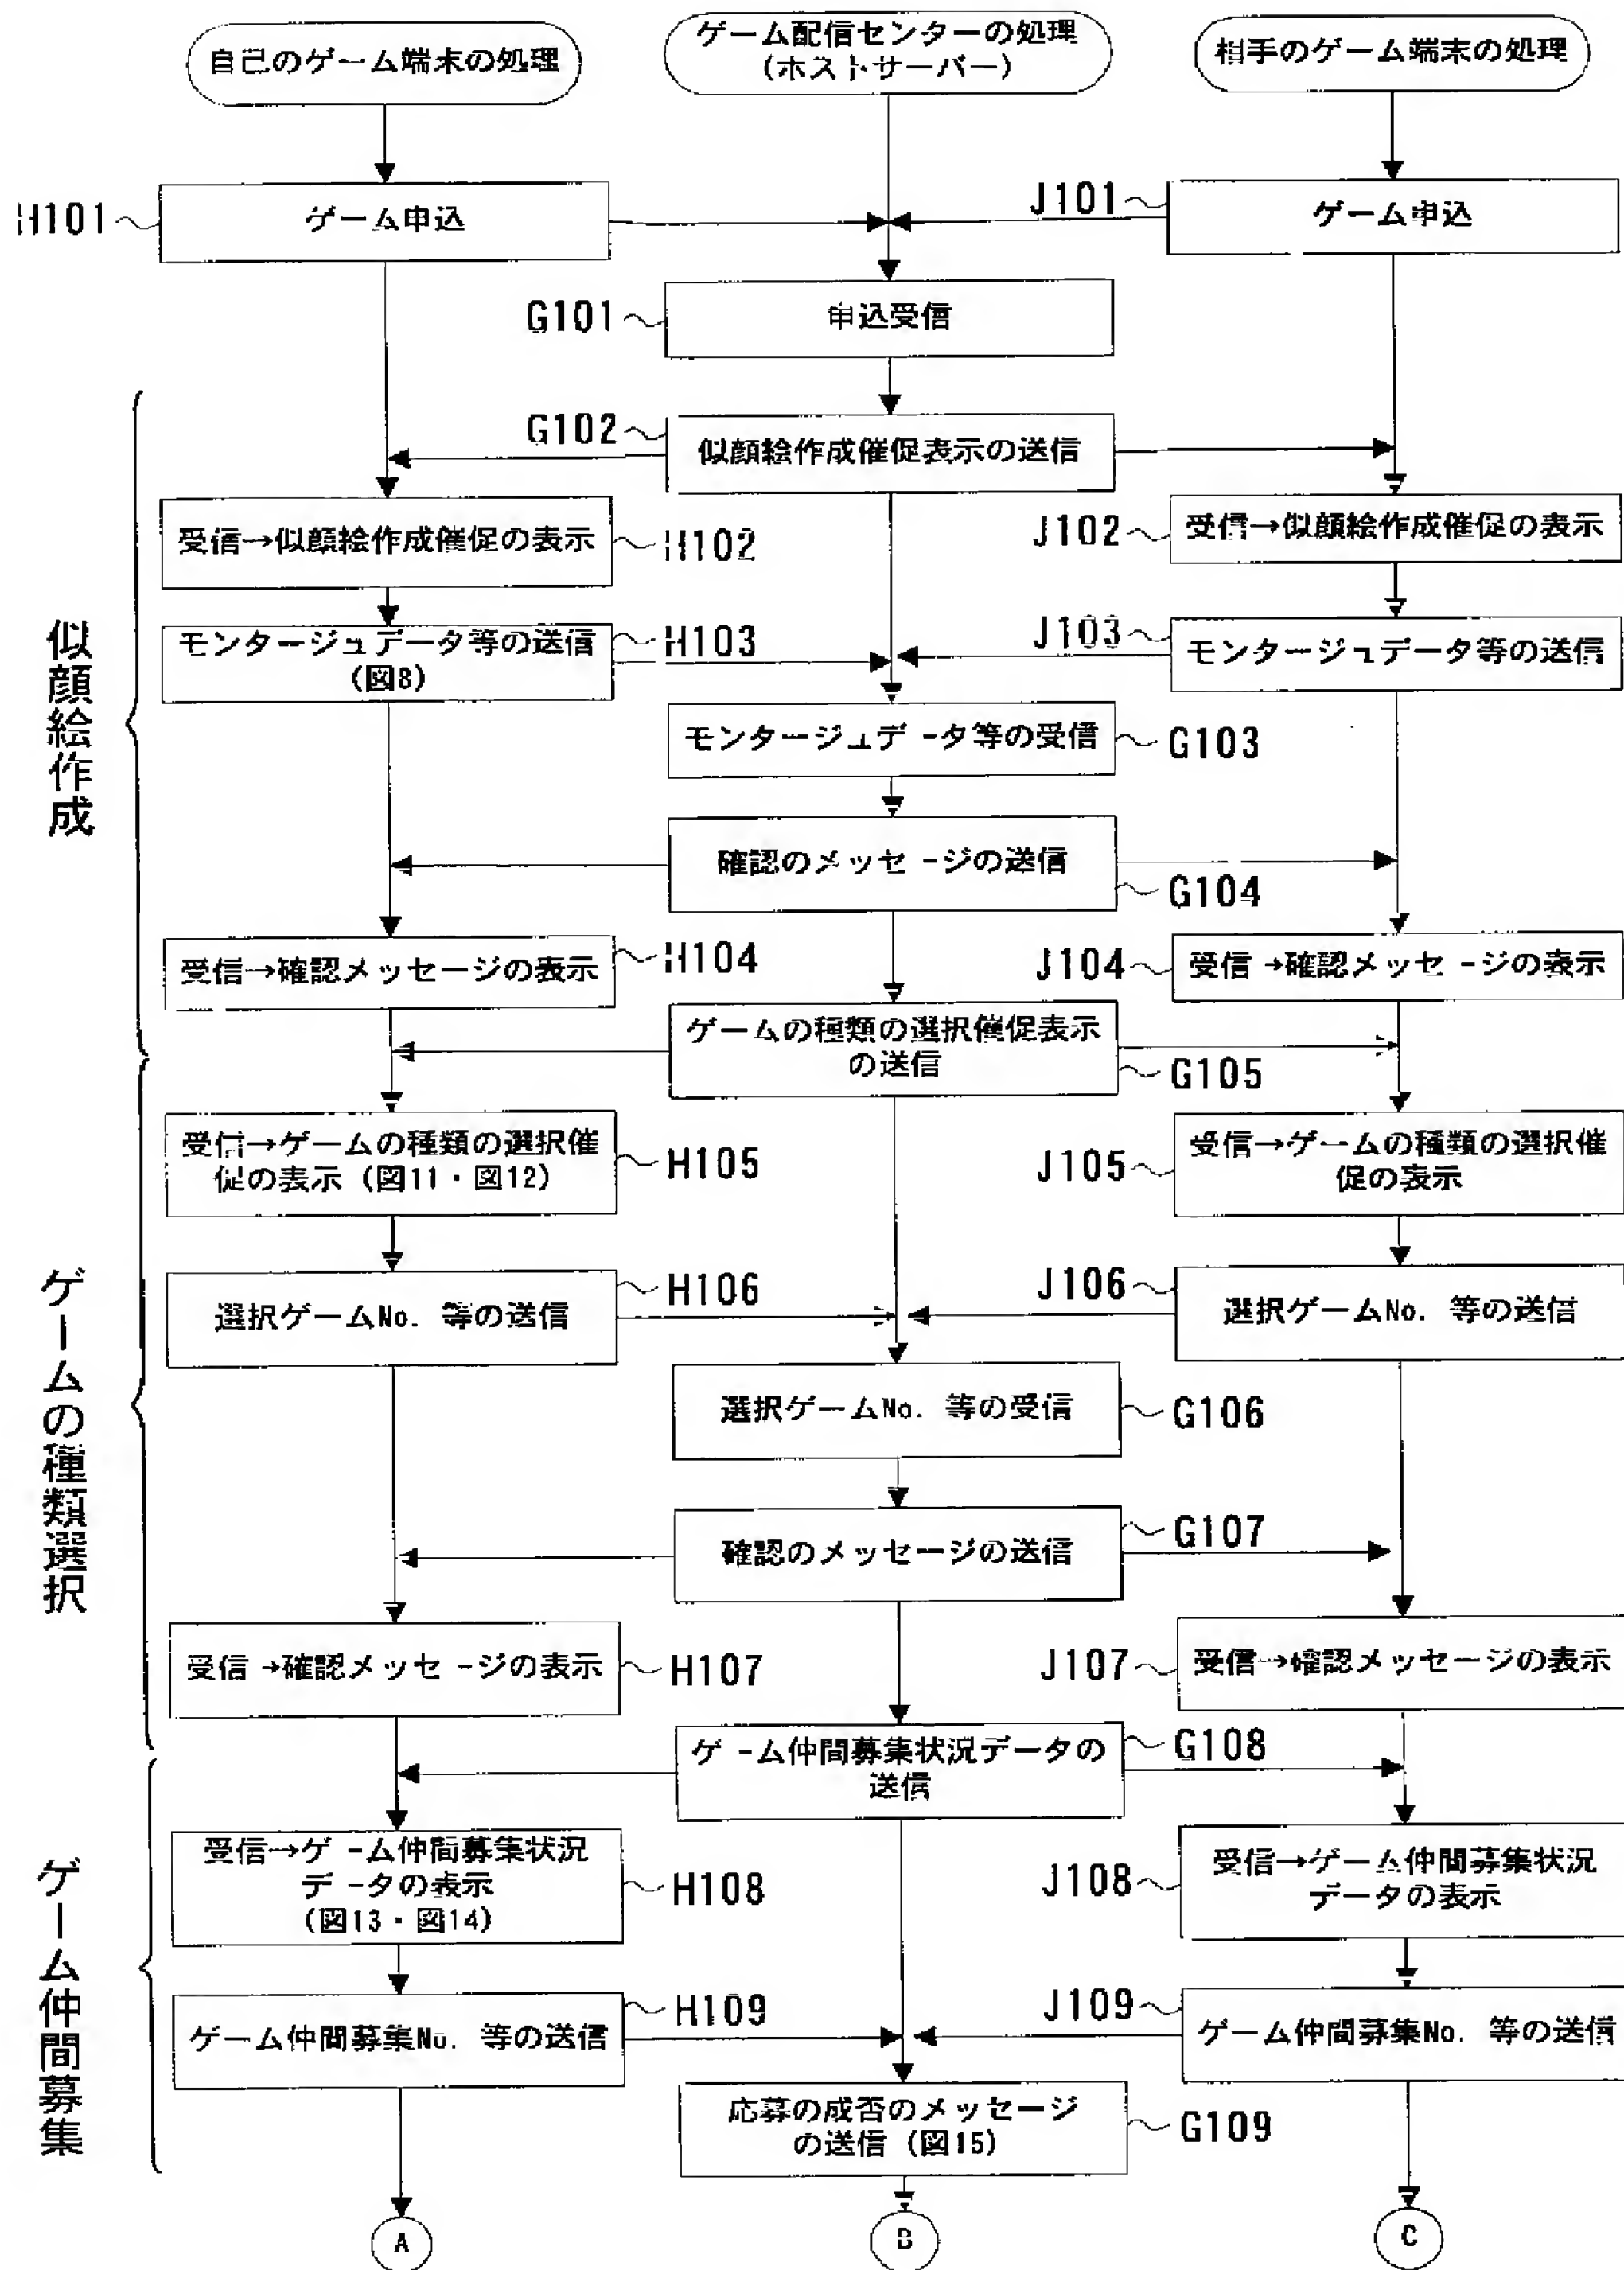 自己のゲーム端末の処理
ゲーム配信センターの処理
(ホストサーバー)
相手のゲーム端末の処理
H101
ゲーム申込
J101
ゲーム申込
G101
申込受信
似顔絵作成
G102
似顔絵作成催促表示の送信
受信→似顔絵作成催促の表示
H102
J102
受信→似顔絵作成催促の表示
モンタージュデータ等の送信
(図8)
H103
J103
モンタージュデータ等の送信
モンタージュデータ等の受信
G103
確認のメッセージの送信
G104
受信→確認メッセージの表示
H104
J104
受信→確認メッセージの表示
ゲームの種類の選択催促表示
の送信
G105
ゲームの種類選択
受信→ゲームの種類の選択催
促の表示(図11・図12)
H105
J105
受信→ゲームの種類の選択催
促の表示
選択ゲームNo. 等の送信
H106
J106
選択ゲームNo. 等の送信
選択ゲームNo. 等の受信
G106
確認のメッセージの送信
G107
受信→確認メッセージの表示
H107
J107
受信→確認メッセージの表示
ゲーム仲間募集状況データの
送信
G108
ゲーム仲間募集
受信→ゲーム仲間募集状況
データの表示
(図13・図14)
H108
J108
受信→ゲーム仲間募集状況
データの表示
ゲーム仲間募集No. 等の送信
H109
J109
ゲーム仲間募集No. 等の送信
応募の成否のメッセージ
の送信(図15)
G109
A
B
C